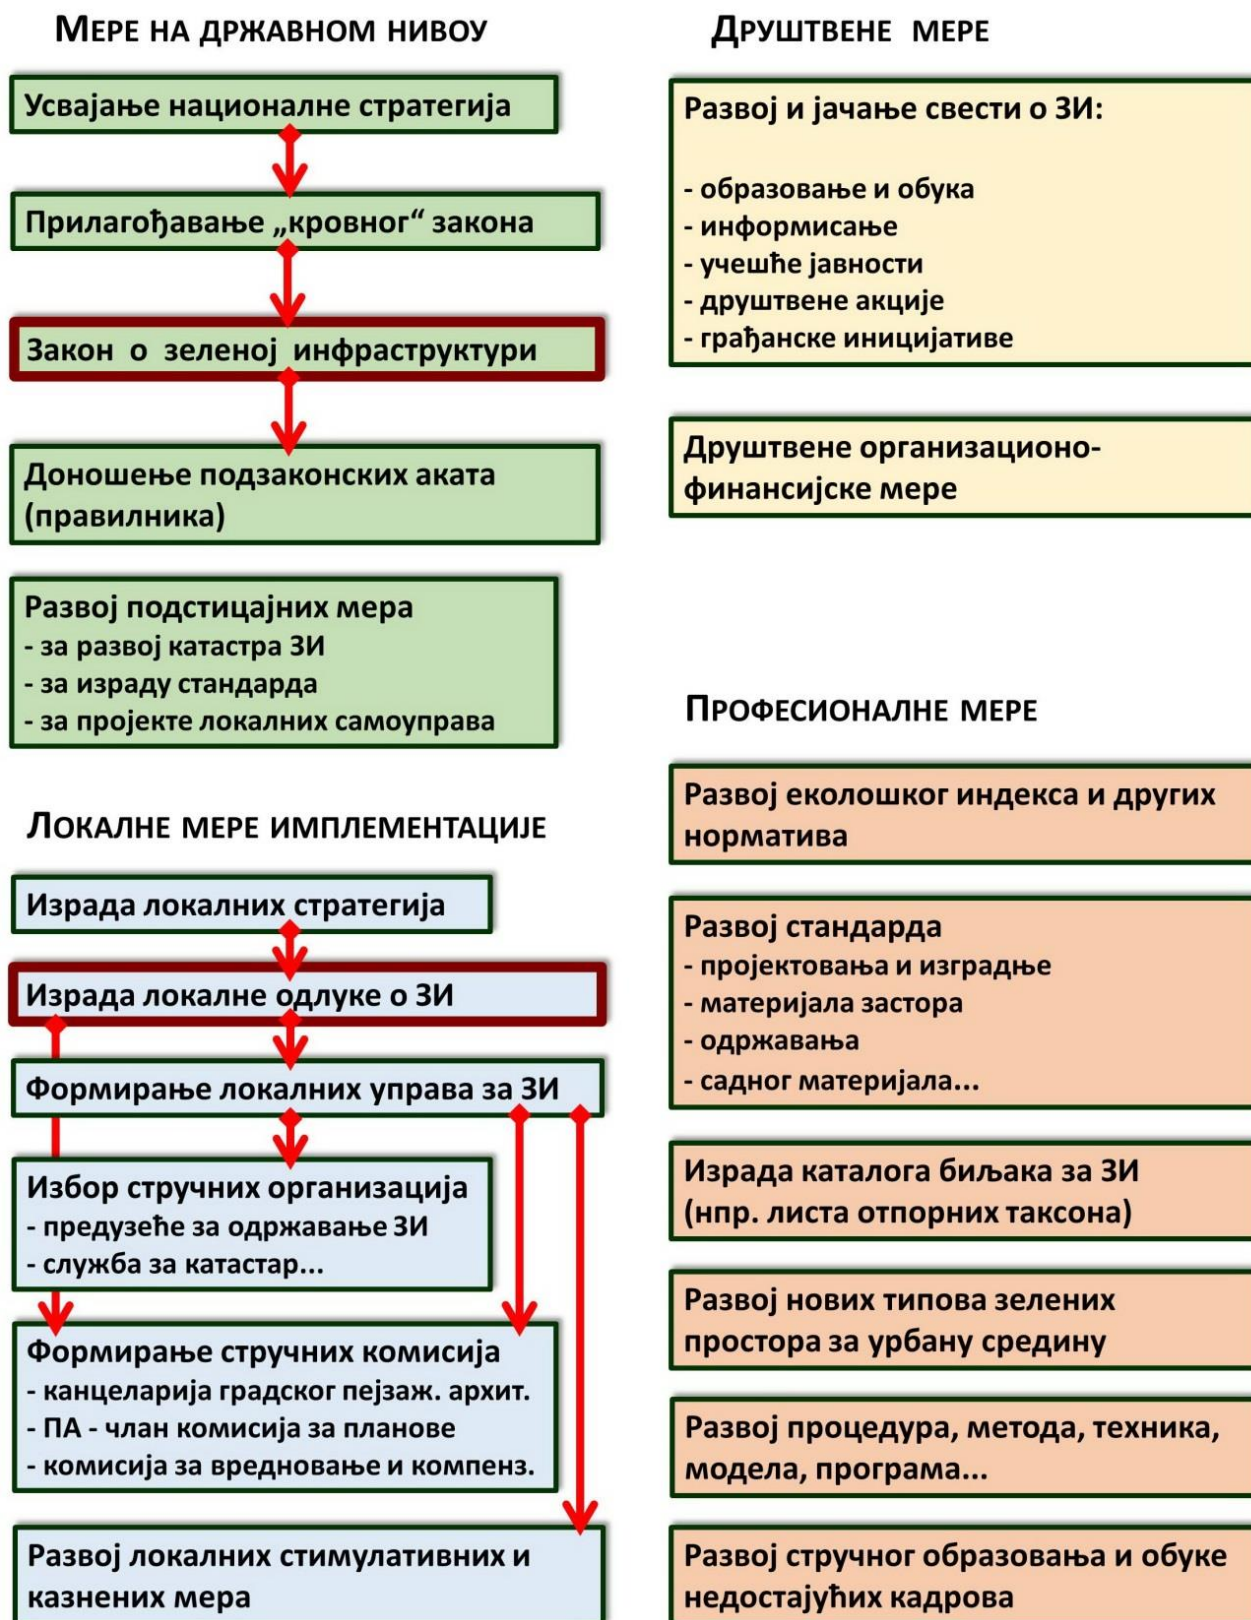 МЕРЕ НА ДРЖАВНОМ НИВОУ
Усвајање националне стратегија
Прилагођавање „кровног“ закона
Закон о зеленој инфраструктури
Доношење подзаконских аката
(правилника)
Развој подстицајних мера
- за развој катастра ЗИ
- за израду стандарда
- за пројекте локалних самоуправа
ЛОКАЛНЕ МЕРЕ ИМПЛЕМЕНТАЦИЈЕ
Израда локалних стратегија
Израда локалне одлуке о ЗИ
Формирање локалних управа за ЗИ
Избор стручних организација
- предузеће за одржавање ЗИ
- служба за катастар...
Формирање стручних комисија
- канцеларија градског пејзаж. архит.
- ПА - члан комисија за планове
- комисија за вредновање и компенз.
Развој локалних стимулативних и
казнених мера
ДРУШТВЕНЕ МЕРЕ
Развој и јачање свести о ЗИ:
- образовање и обука
- информисање
- учешће јавности
- друштвене акције
- грађанске иницијативе
Друштвене организационо-
финансијске мере
ПРОФЕСИОНАЛНЕ МЕРЕ
Развој еколошког индекса и других
норматива
Развој стандарда
- пројектовања и изградње
- материјала застора
- одржавања
- садног материјала...
Израда каталога биљака за ЗИ
(нпр. листа отпорних таксона)
Развој нових типова зелених
простора за урбану средину
Развој процедура, метода, техника,
модела, програма...
Развој стручног образовања и обуке
недостајућих кадрова